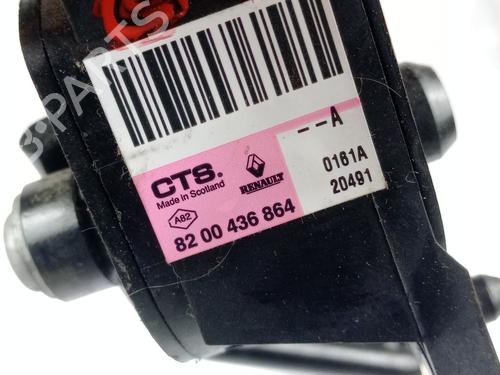 B-PARTS
--A
CTS.
Made In Scotland
RENAULT
0161A
20491
A82
82 00 436 864